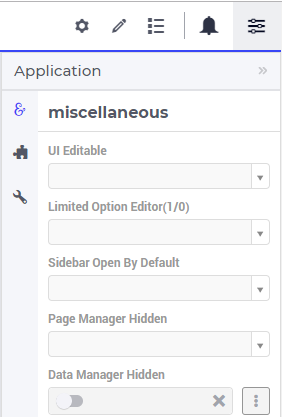 Application
miscellaneous
UI Editable
Limited Option Editor(1/0)
Sidebar Open By Default
Page Manager Hidden
Data Manager Hidden